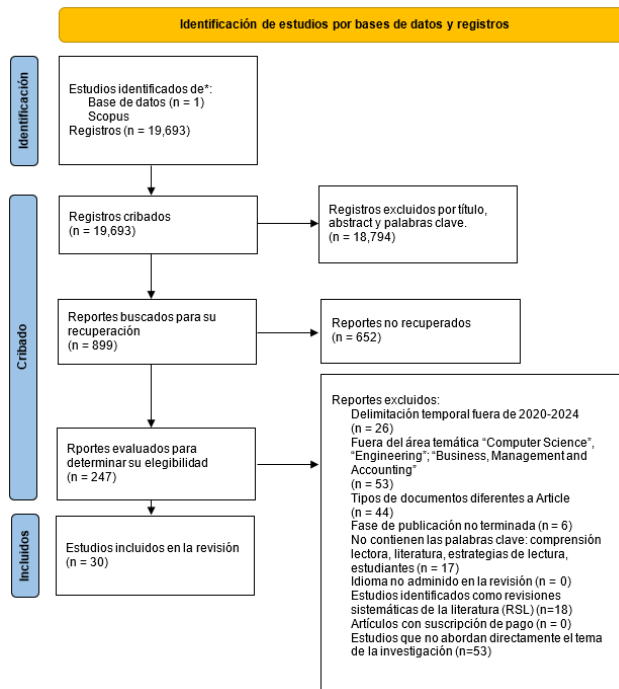 Identificación de estudios por bases de datos y registros
Identificación
Estudios identificados de*:
Base de datos (n = 1)
Scopus
Registros (n = 19,693)
Cribado
Registros cribados
(n = 19,693)
Registros excluidos por título,
abstract y palabras clave.
(n = 18,794)
Reportes buscados para su
recuperación
(n = 899)
Reportes no recuperados
(n = 652)
Rportes evaluados para
determinar su elegibilidad
(n = 247)
Reportes excluidos:
Delimitación temporal fuera de 2020-2024
(n = 26)
Fuera del área temática “Computer Science”,
“Engineering”; “Business, Management and
Accounting”
(n = 53)
Tipos de documentos diferentes a Article
(n = 44)
Fase de publicación no terminada (n = 6)
No contienen las palabras clave: comprensión
lectora, literatura, estrategias de lectura,
estudiantes (n = 17)
Idioma no adminido en la revisión (n = 0)
Estudios identificados como revisiones
sistemáticas de la literatura (RSL) (n=18)
Artículos con suscripción de pago (n = 0)
Estudios que no abordan directamente el tema
de la investigación (n=53)
Incluidos
Estudios incluidos en la revisión
(n = 30)